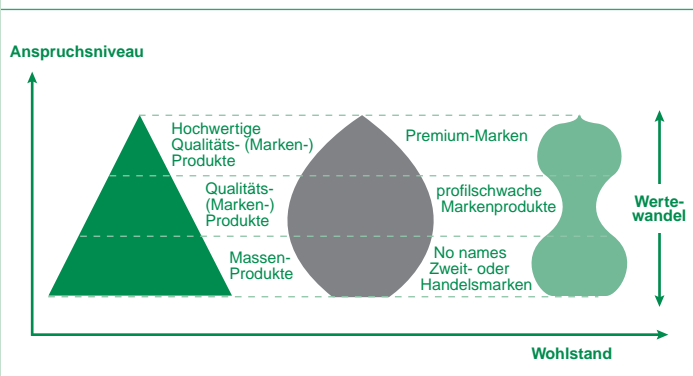 Anspruchsniveau
Hochwertige
Qualitäts- (Marken-)
Produkte
Qualitäts-
(Marken-)
Produkte
Massen-
Produkte
Premium-Marken
profilschwache
Markenprodukte
No names
Zweit- oder
Handelsmarken
Werte-
wandel
Wohlstand